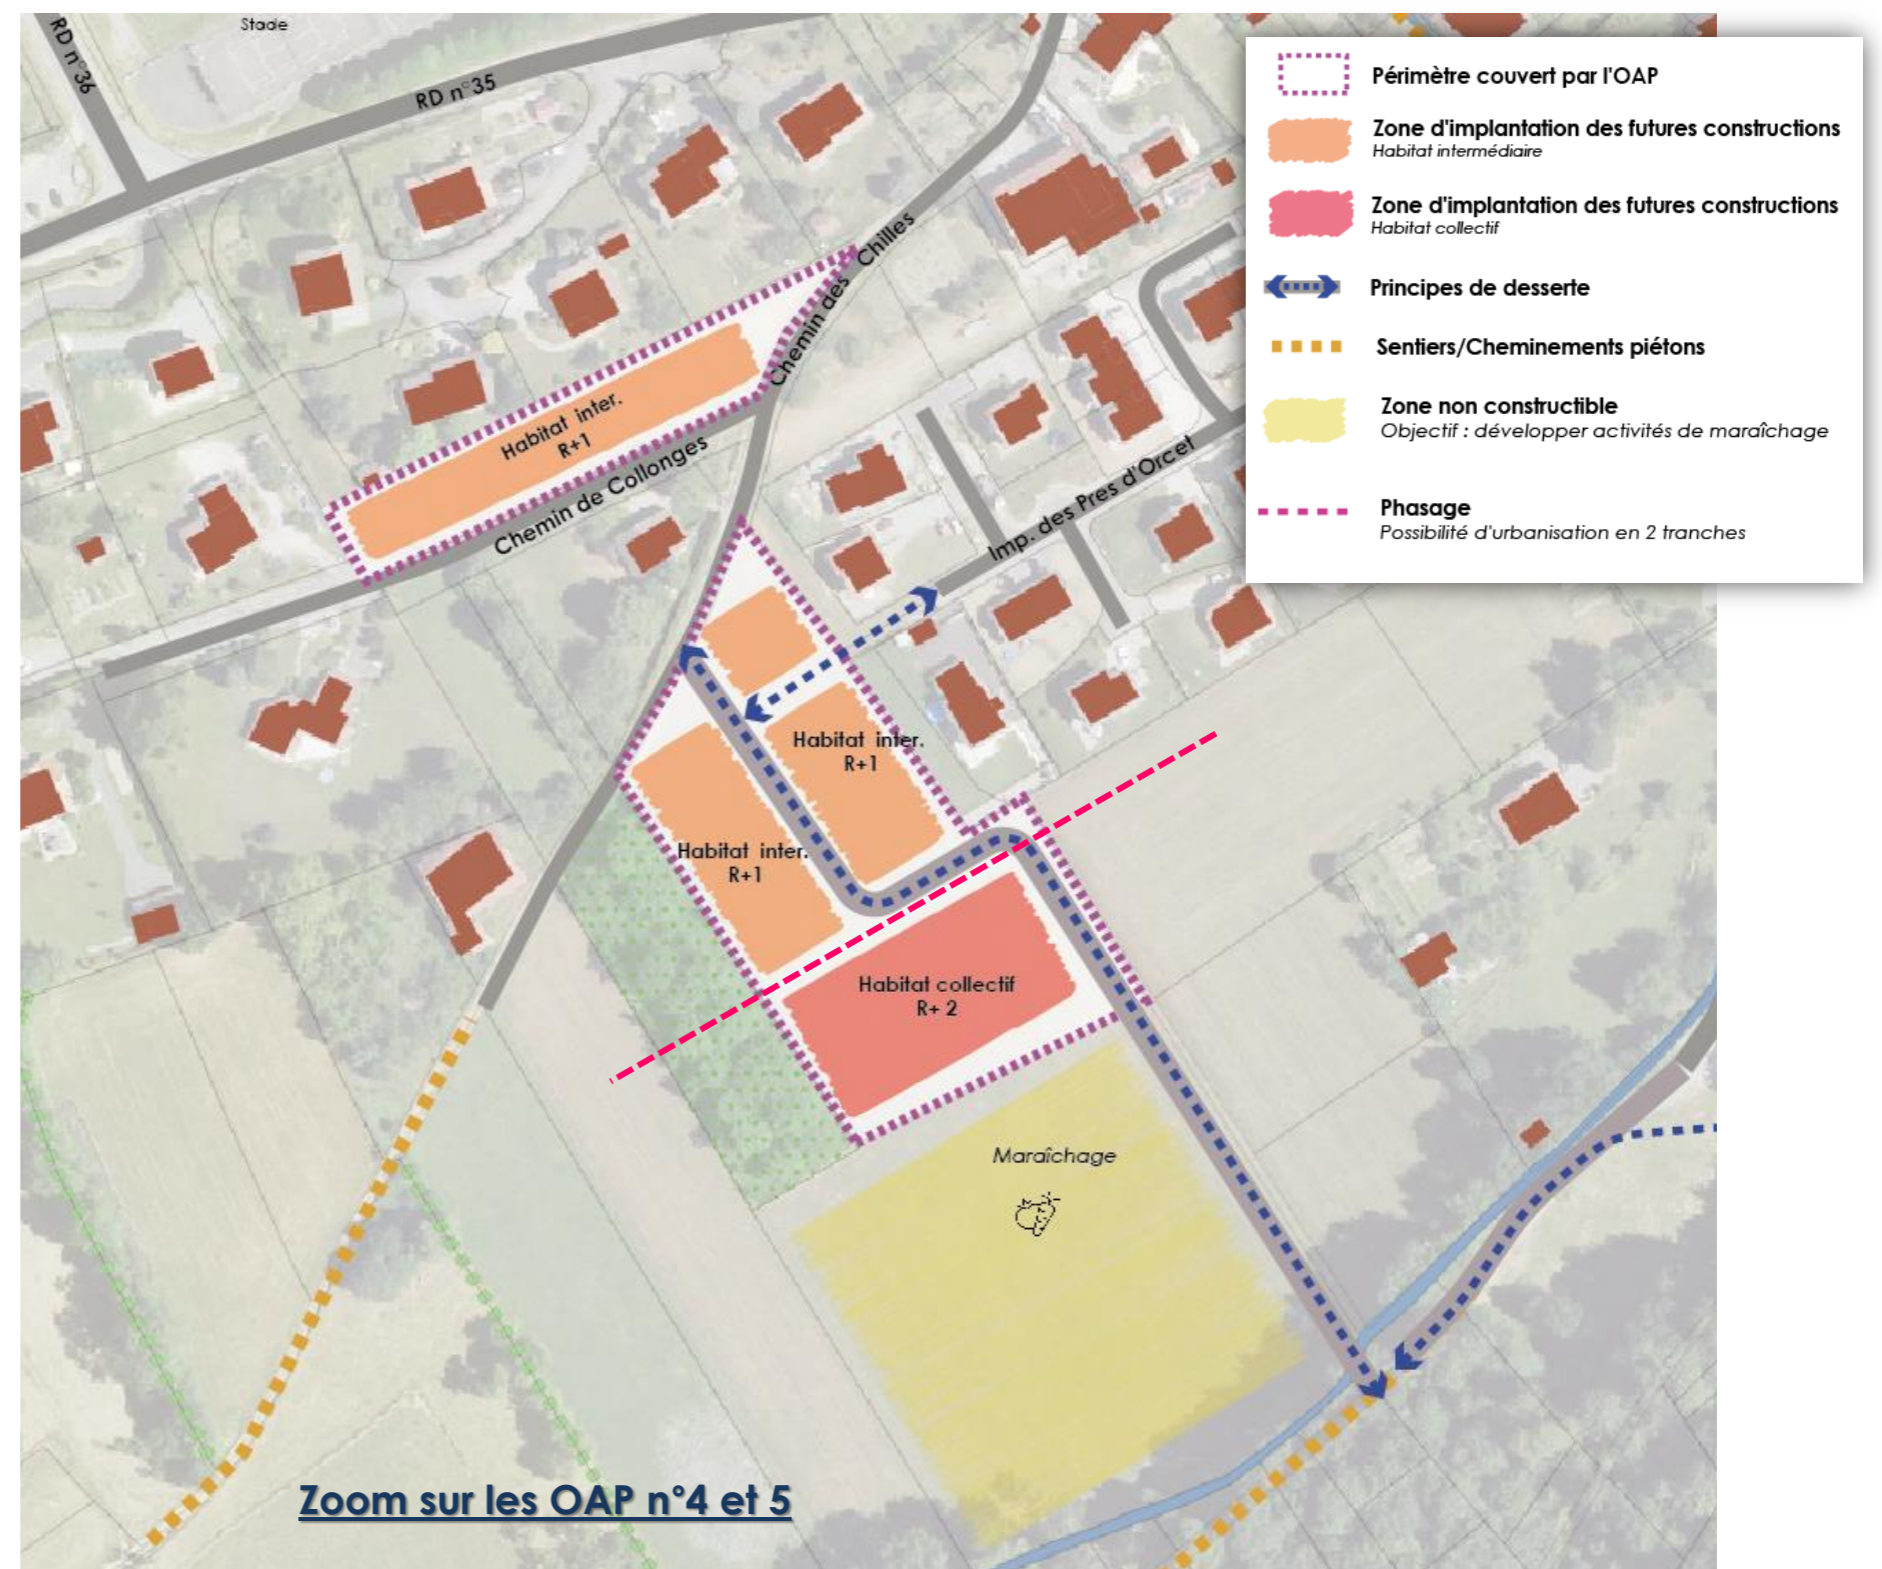 Stade
RD n°36
RD n°35
Chemin des Chilles
Habitat inter.
R+1
Chemin de Collonges
Imp. des Pres d'Orcet
Habitat inter.
R+1
Habitat inter.
R+1
Habitat collectif
R+ 2
Maraîchage
Zoom sur les OAP n°4 et 5
Périmètre couvert par l'OAP
Zone d'implantation des futures constructions
Habitat intermédiaire
Zone d'implantation des futures constructions
Habitat collectif
Principes de desserte
Sentiers/Cheminements piétons
Zone non constructible
Objectif : développer activités de maraîchage
Phasage
Possibilité d'urbanisation en 2 tranches